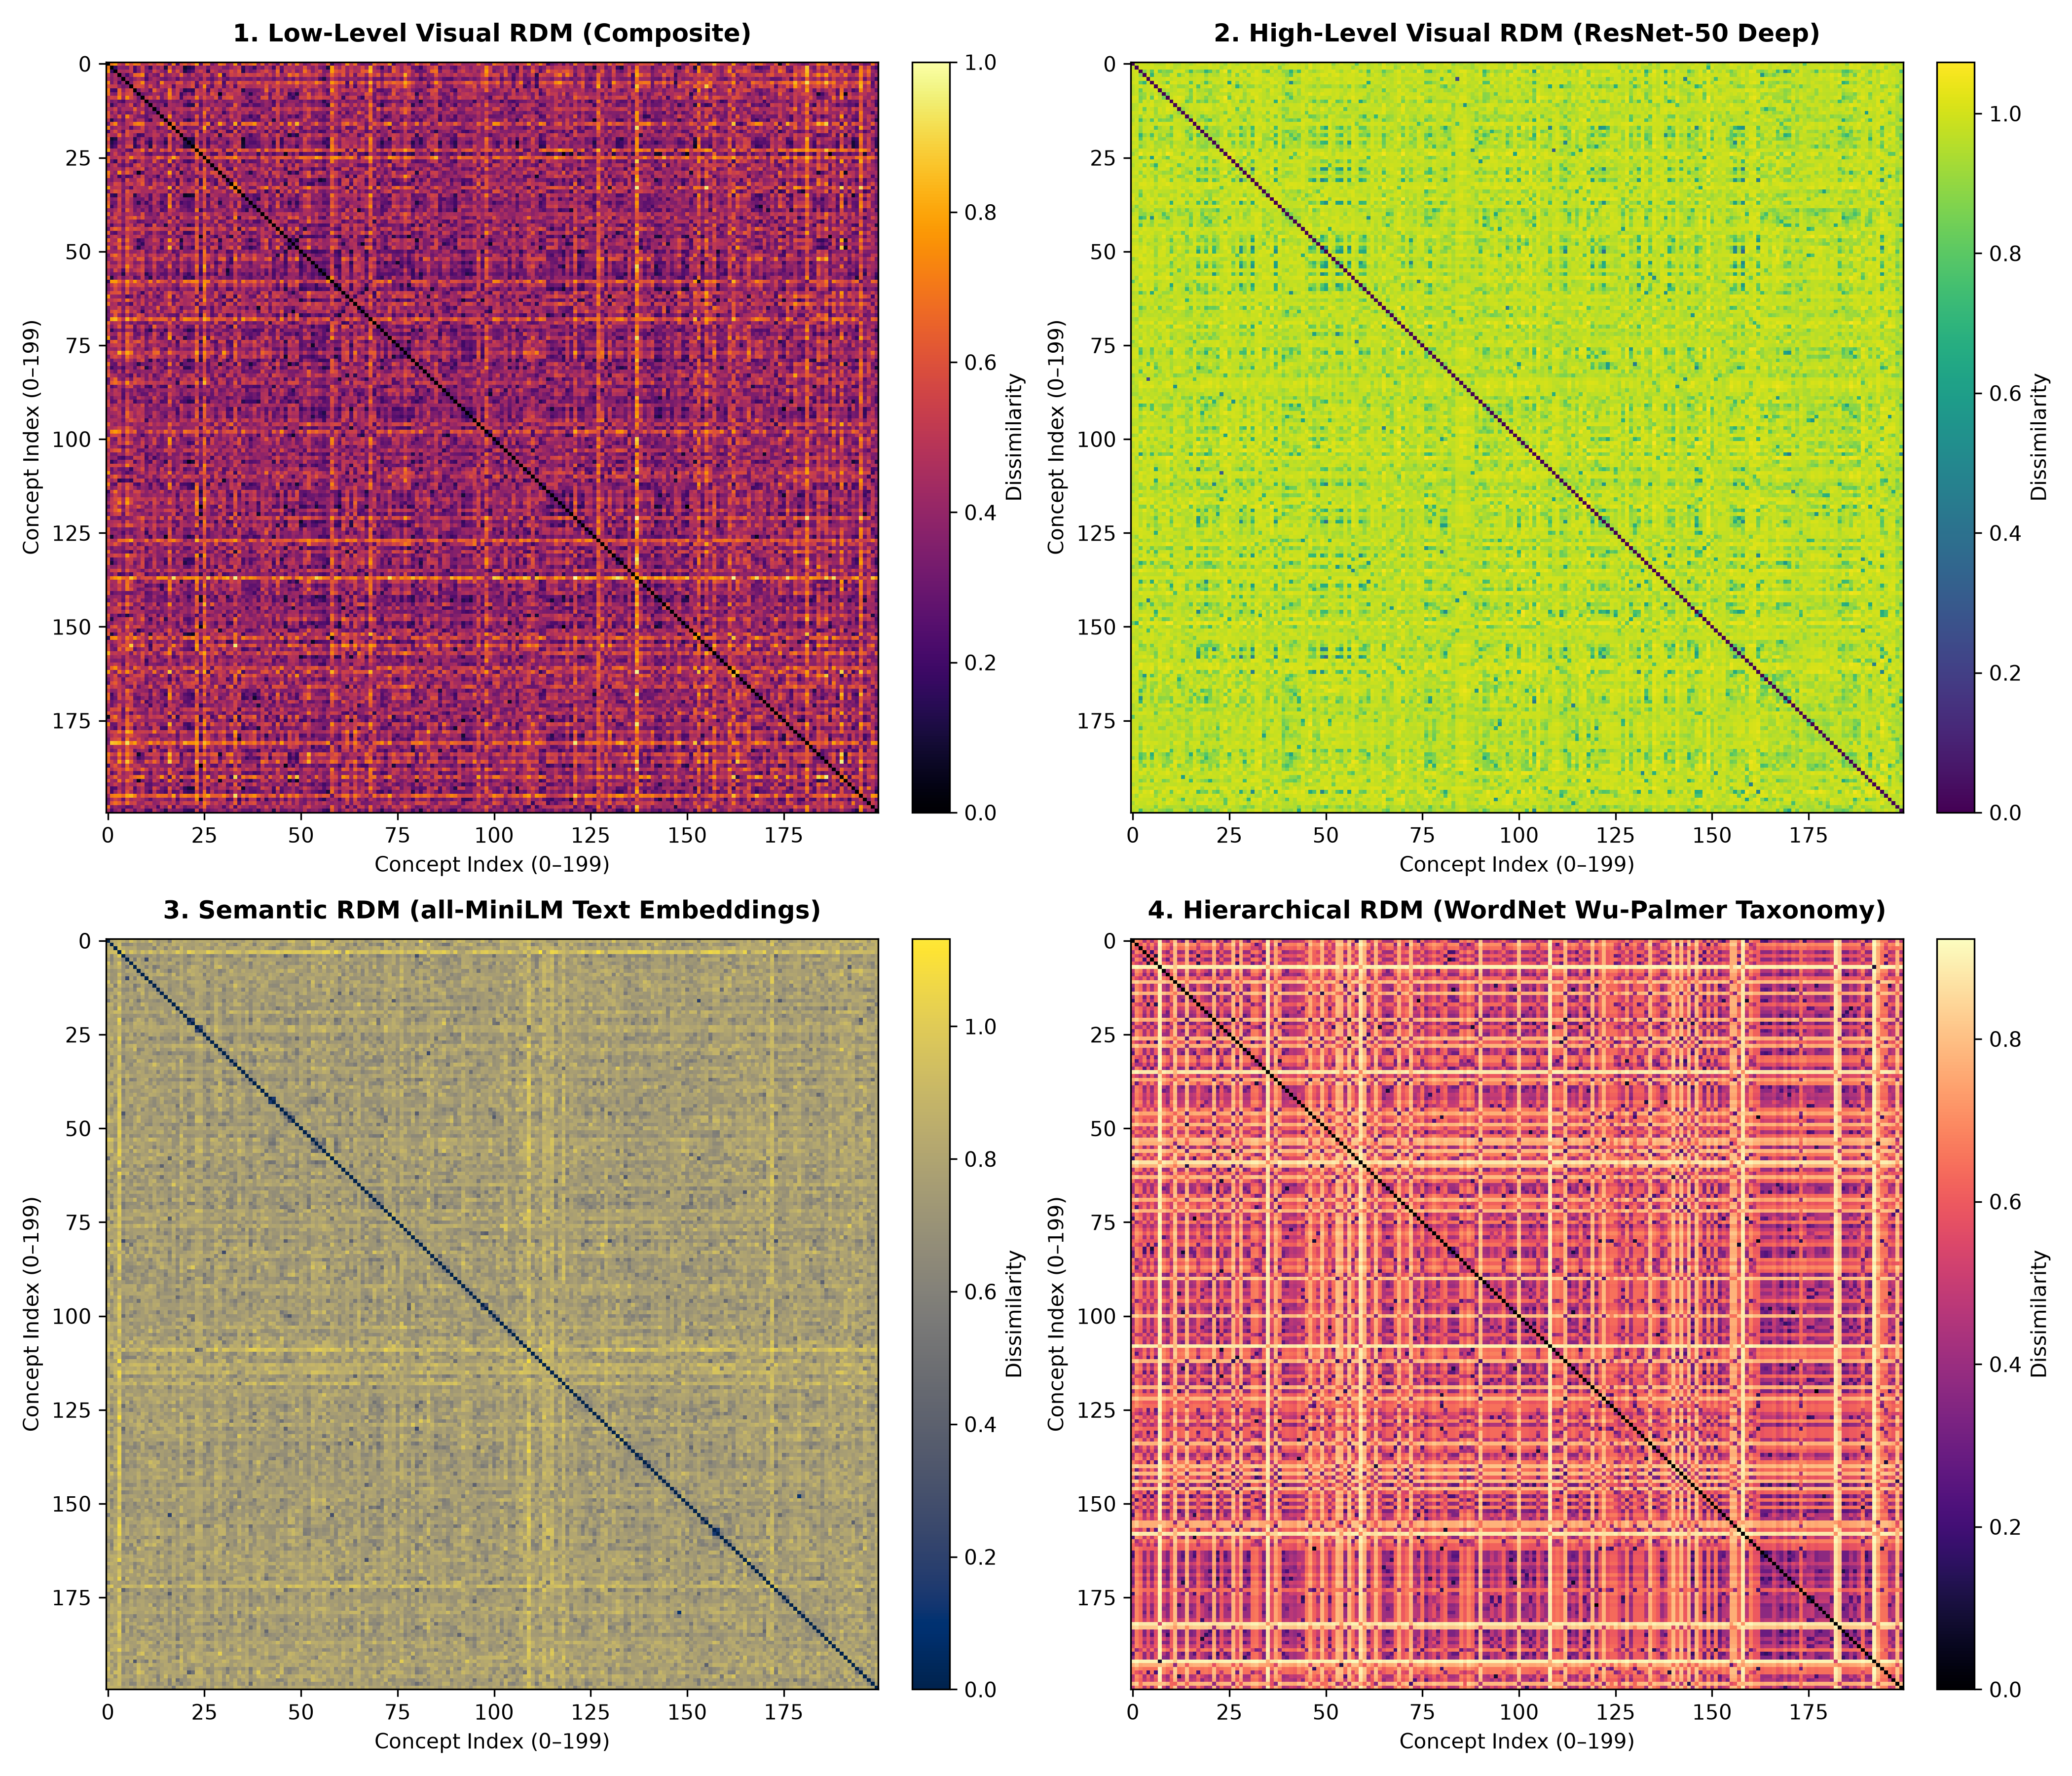 1. Low-Level Visual RDM (Composite)
0
25
50
75
100
125
150
175
Concept Index (0–199)
0 25 50 75 100 125 150 175
Concept Index (0–199)
1.0
0.8
0.6
0.4
0.2
0.0
Dissimilarity
2. High-Level Visual RDM (ResNet-50 Deep)
0
25
50
75
100
125
150
175
Concept Index (0–199)
0 25 50 75 100 125 150 175
Concept Index (0–199)
1.0
0.8
0.6
0.4
0.2
0.0
Dissimilarity
3. Semantic RDM (all-MiniLM Text Embeddings)
0
25
50
75
100
125
150
175
Concept Index (0–199)
0 25 50 75 100 125 150 175
Concept Index (0–199)
1.0
0.8
0.6
0.4
0.2
0.0
Dissimilarity
4. Hierarchical RDM (WordNet Wu-Palmer Taxonomy)
0
25
50
75
100
125
150
175
Concept Index (0–199)
0 25 50 75 100 125 150 175
Concept Index (0–199)
0.8
0.6
0.4
0.2
0.0
Dissimilarity